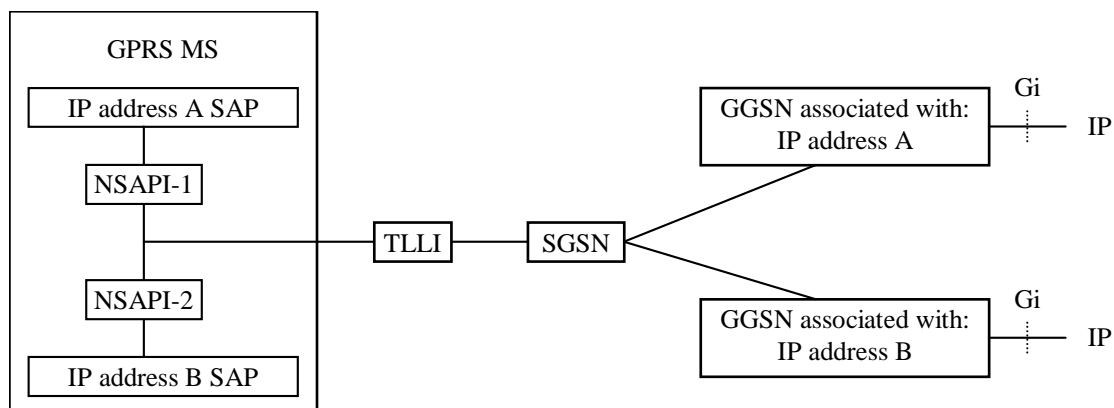 GPRS MS
IP address A SAP
NSAPI-1
NSAPI-2
IP address B SAP
TLLI
SGSN
GGSN associated with:
IP address A
Gi
IP
GGSN associated with:
IP address B
Gi
IP